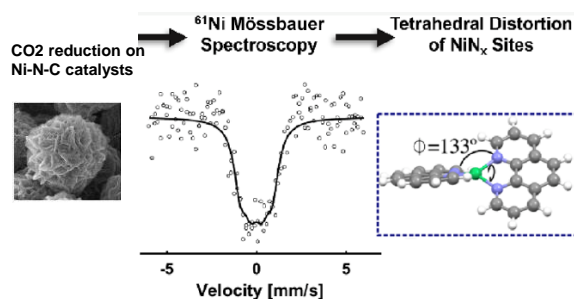 CO2 reduction on
Ni-N-C catalysts
⁶¹Ni Mössbauer
Spectroscopy
Tetrahedral Distortion
of NiNₓ Sites
Φ=133°
-5 0 5
Velocity [mm/s]